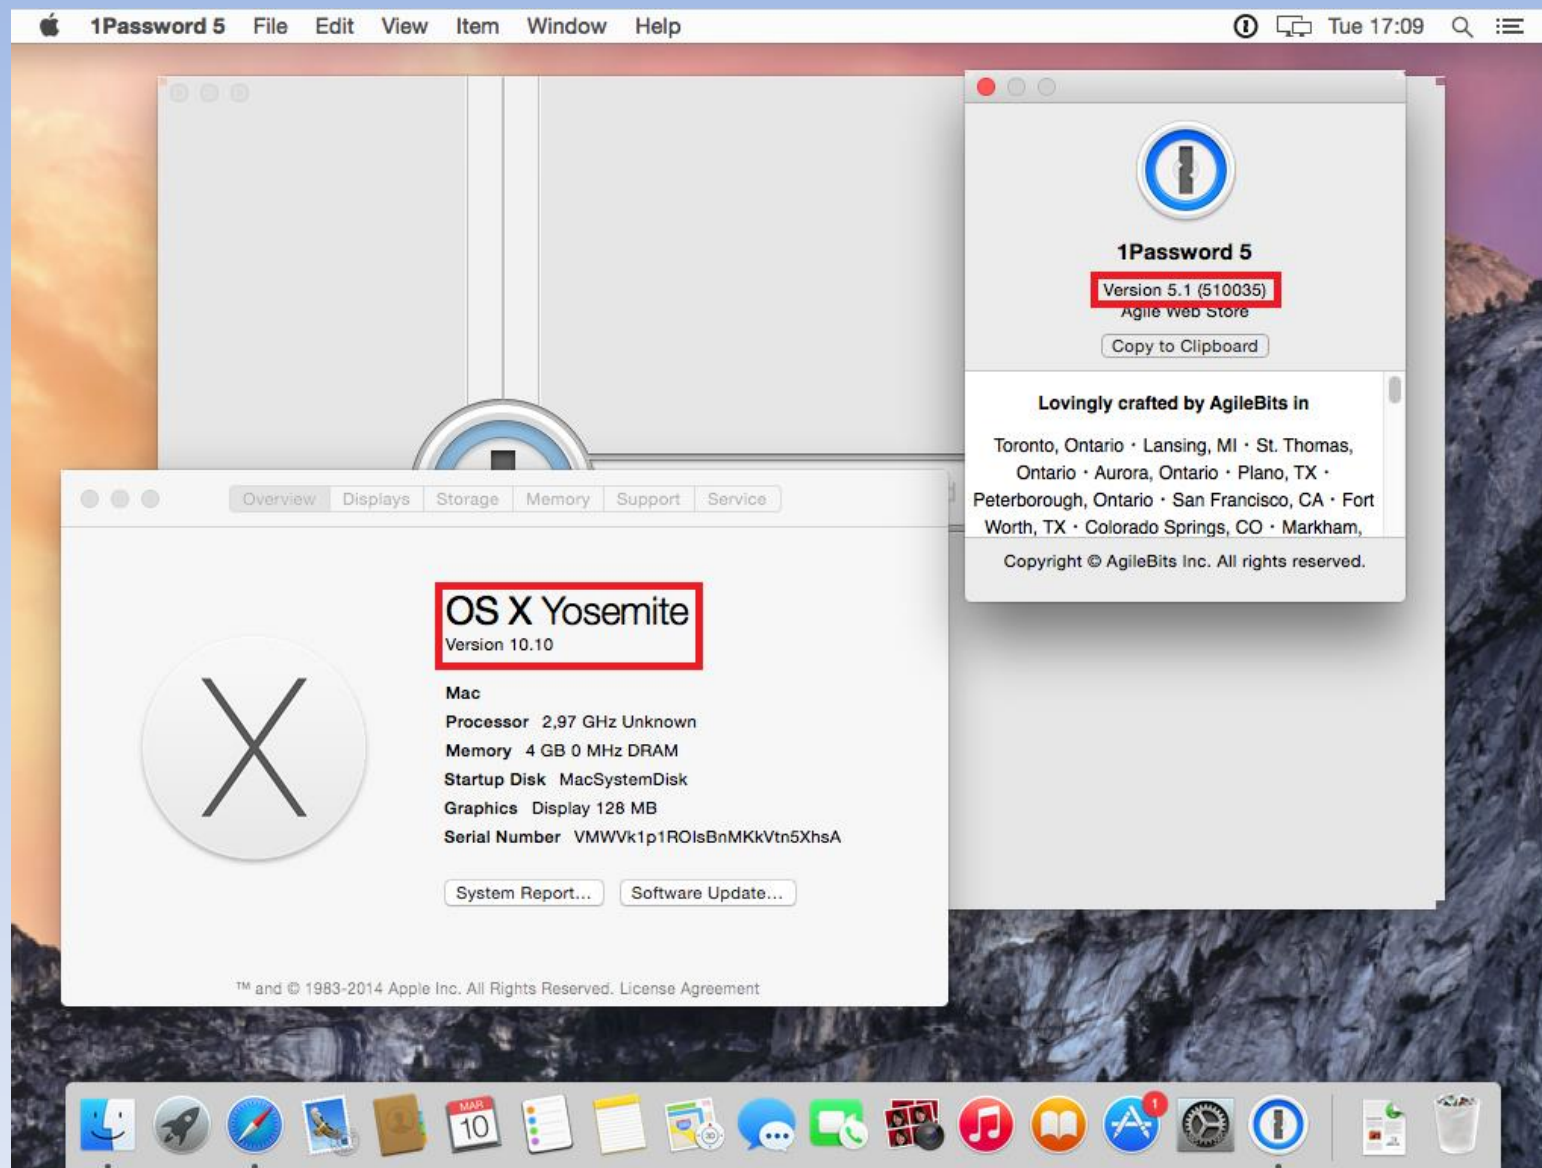 1Password 5 File Edit View Item Window Help Tue 17:09
1Password 5
Version 5.1 (510035)
Agile Web Store
Copy to Clipboard
Lovingly crafted by AgileBits in
Toronto, Ontario · Lansing, MI · St. Thomas,
Ontario · Aurora, Ontario · Plano, TX ·
Peterborough, Ontario · San Francisco, CA · Fort
Worth, TX · Colorado Springs, CO · Markham,
Copyright © AgileBits Inc. All rights reserved.
Overview Displays Storage Memory Support Service
OS X Yosemite
Version 10.10
Mac
Processor 2,97 GHz Unknown
Memory 4 GB 0 MHz DRAM
Startup Disk MacSystemDisk
Graphics Display 128 MB
Serial Number VMWVk1p1ROIsBnMKkVtn5XhsA
System Report... Software Update...
™ and © 1983-2014 Apple Inc. All Rights Reserved. License Agreement
MAR
10
1